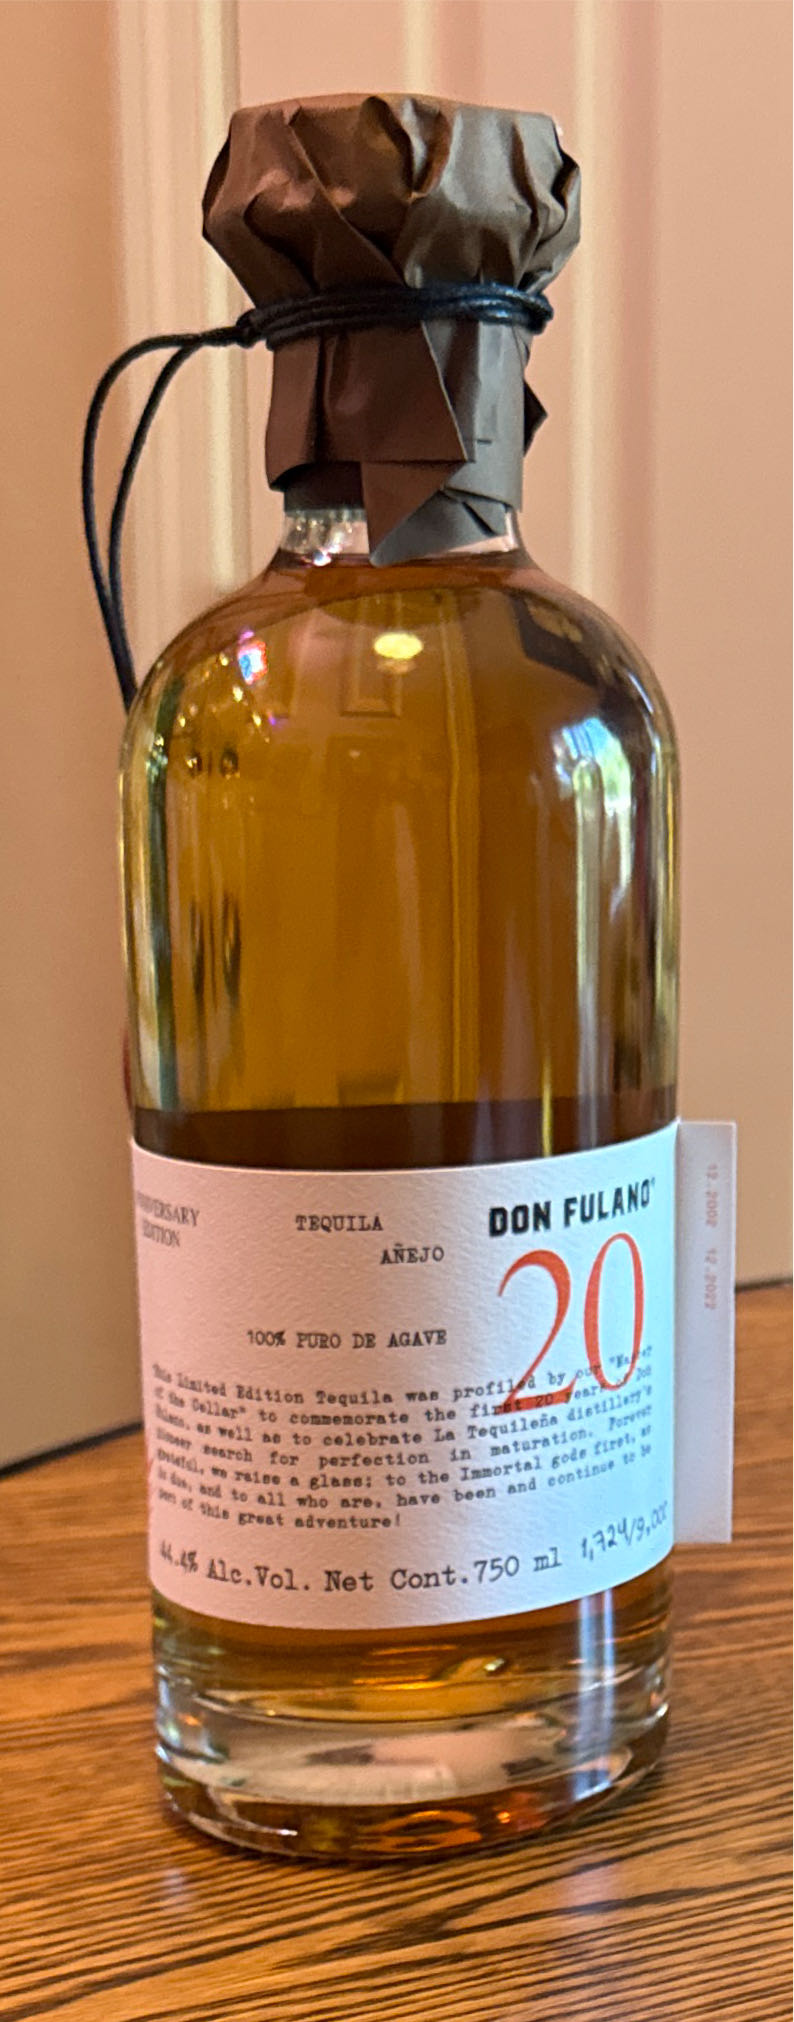 ANNIVERSARY
EDITION
TEQUILA
AÑEJO
DON FULANO®
20
100% PURO DE AGAVE
This Limited Edition Tequila was profiled by our "Master
of the Cellar" to commemorate the first 20 years of Don
Fulano, as well as to celebrate La Tequileña distillery's
pioneer search for perfection in maturation. Forever
grateful, we raise a glass; to the Immortal gods first, as
is due, and to all who are, have been and continue to be
part of this great adventure!
44.4% Alc.Vol. Net Cont.750 ml 1,724/9,000
12.2002 12.2022